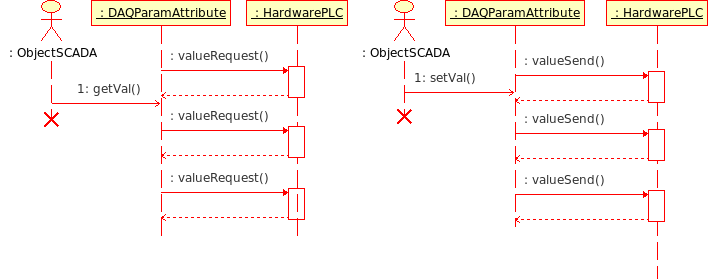 : DAQParamAttribute
: HardwarePLC
: ObjectSCADA
: valueRequest()
1: getVal()
: valueRequest()
: valueRequest()
: DAQParamAttribute
: HardwarePLC
: ObjectSCADA
: valueSend()
1: setVal()
: valueSend()
: valueSend()